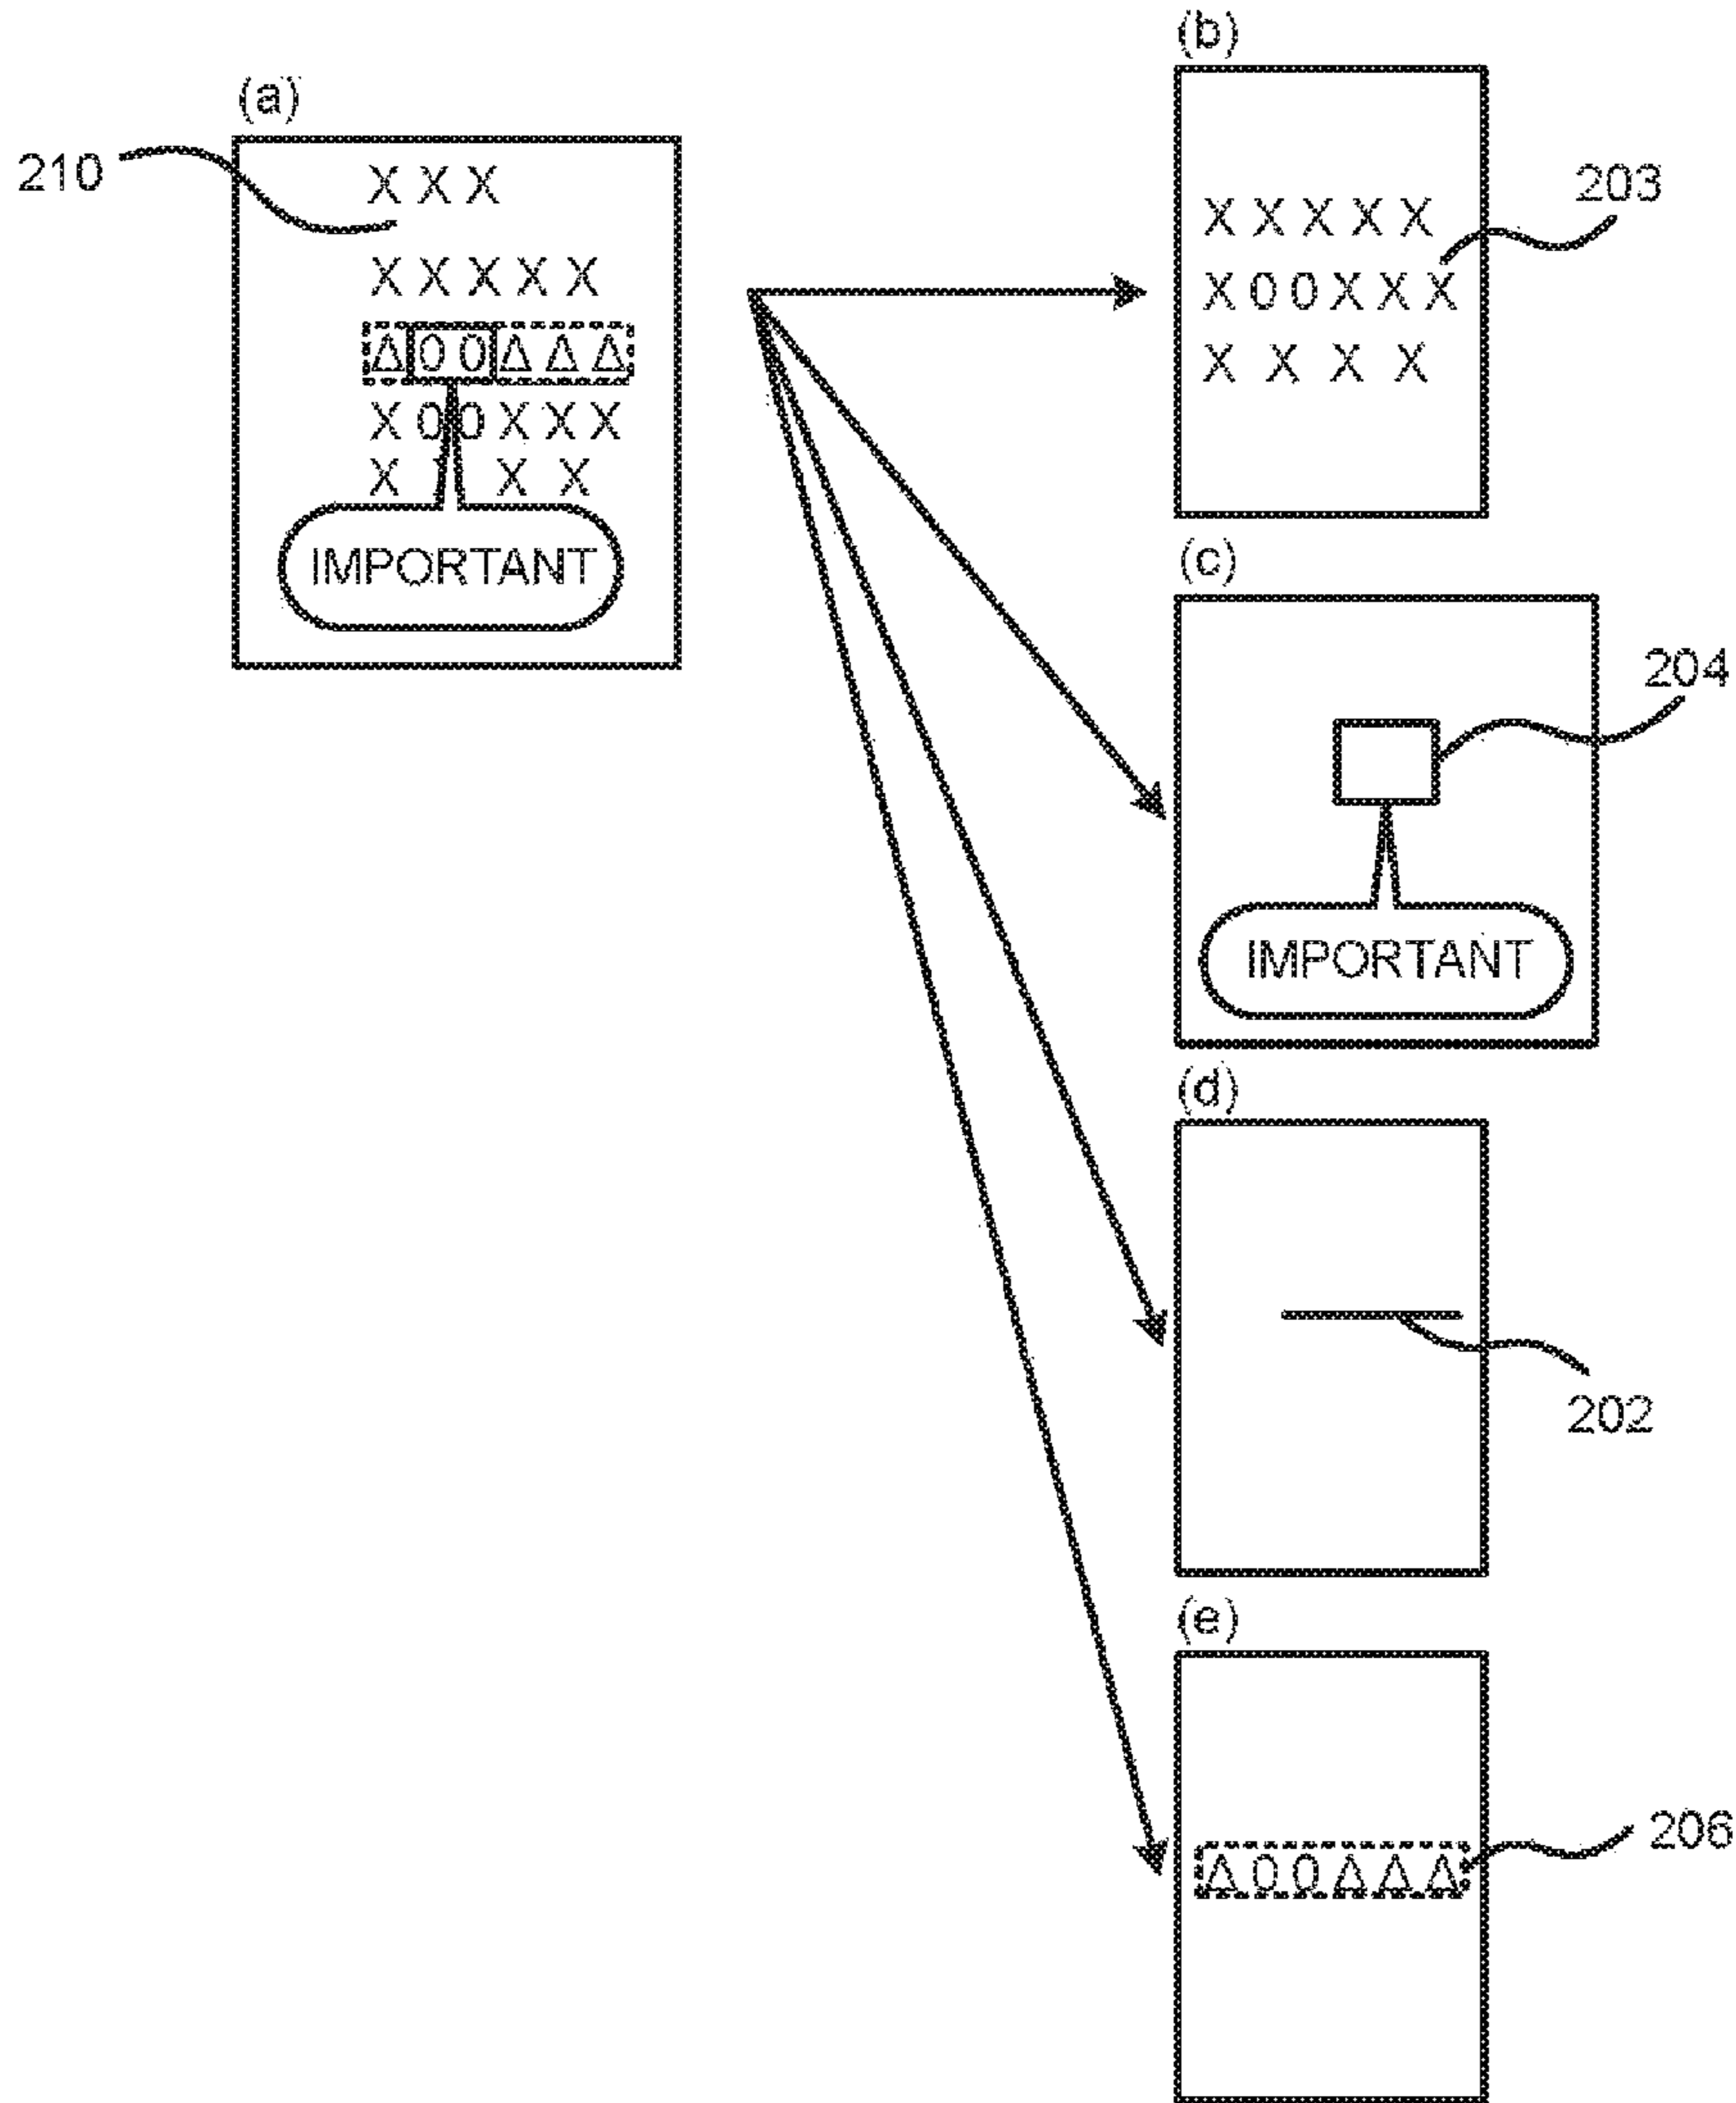 (a)
210
X X X
X X X X X
Δ 0 0 Δ Δ Δ
X 0 0 X X X
X X X
IMPORTANT
(b)
X X X X X
X 0 0 X X X
X X X X
203
(c)
204
IMPORTANT
(d)
202
(e)
Δ 0 0 Δ Δ Δ
206